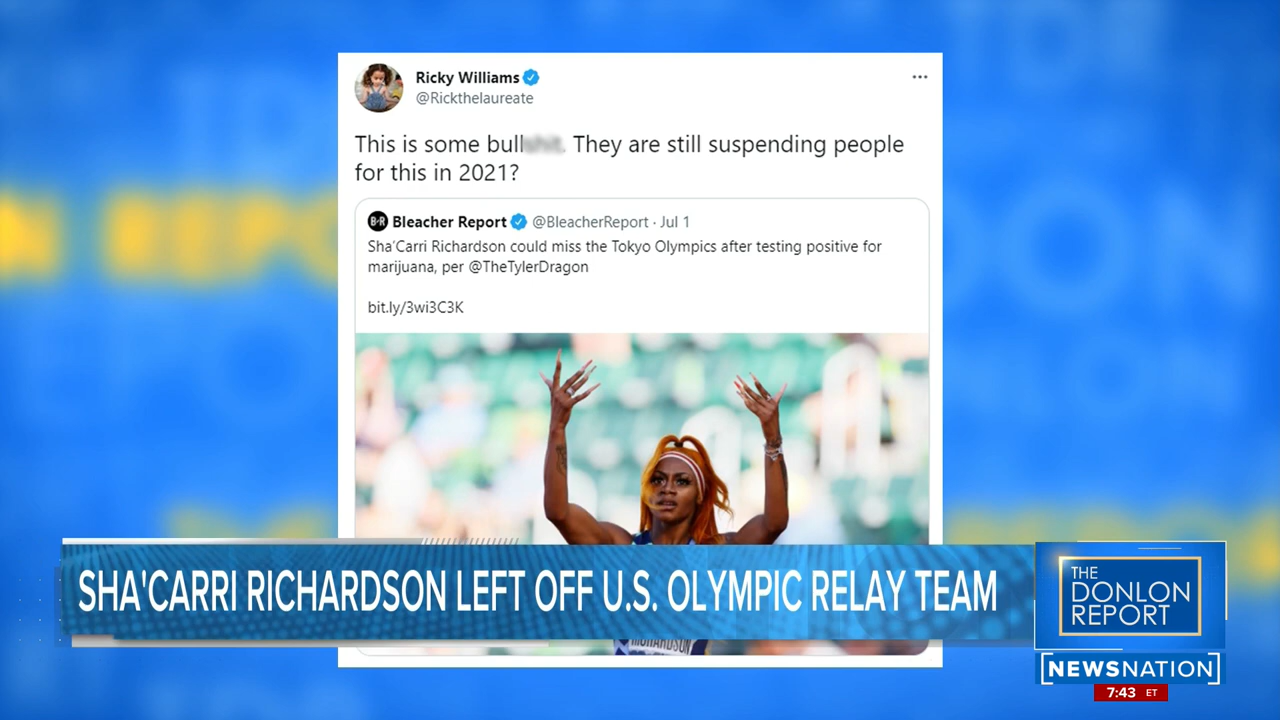 Ricky Williams
@Rickthelaureate
This is some bull They are still suspending people
for this in 2021?
B/R Bleacher Report @BleacherReport · Jul 1
Sha'Carri Richardson could miss the Tokyo Olympics after testing positive for
marijuana, per @TheTylerDragon
bit.ly/3wi3C3K
SHA'CARRI RICHARDSON LEFT OFF U.S. OLYMPIC RELAY TEAM
THE
DONLON
REPORT
NEWSNATION
7:43 ET
RICHARDSON